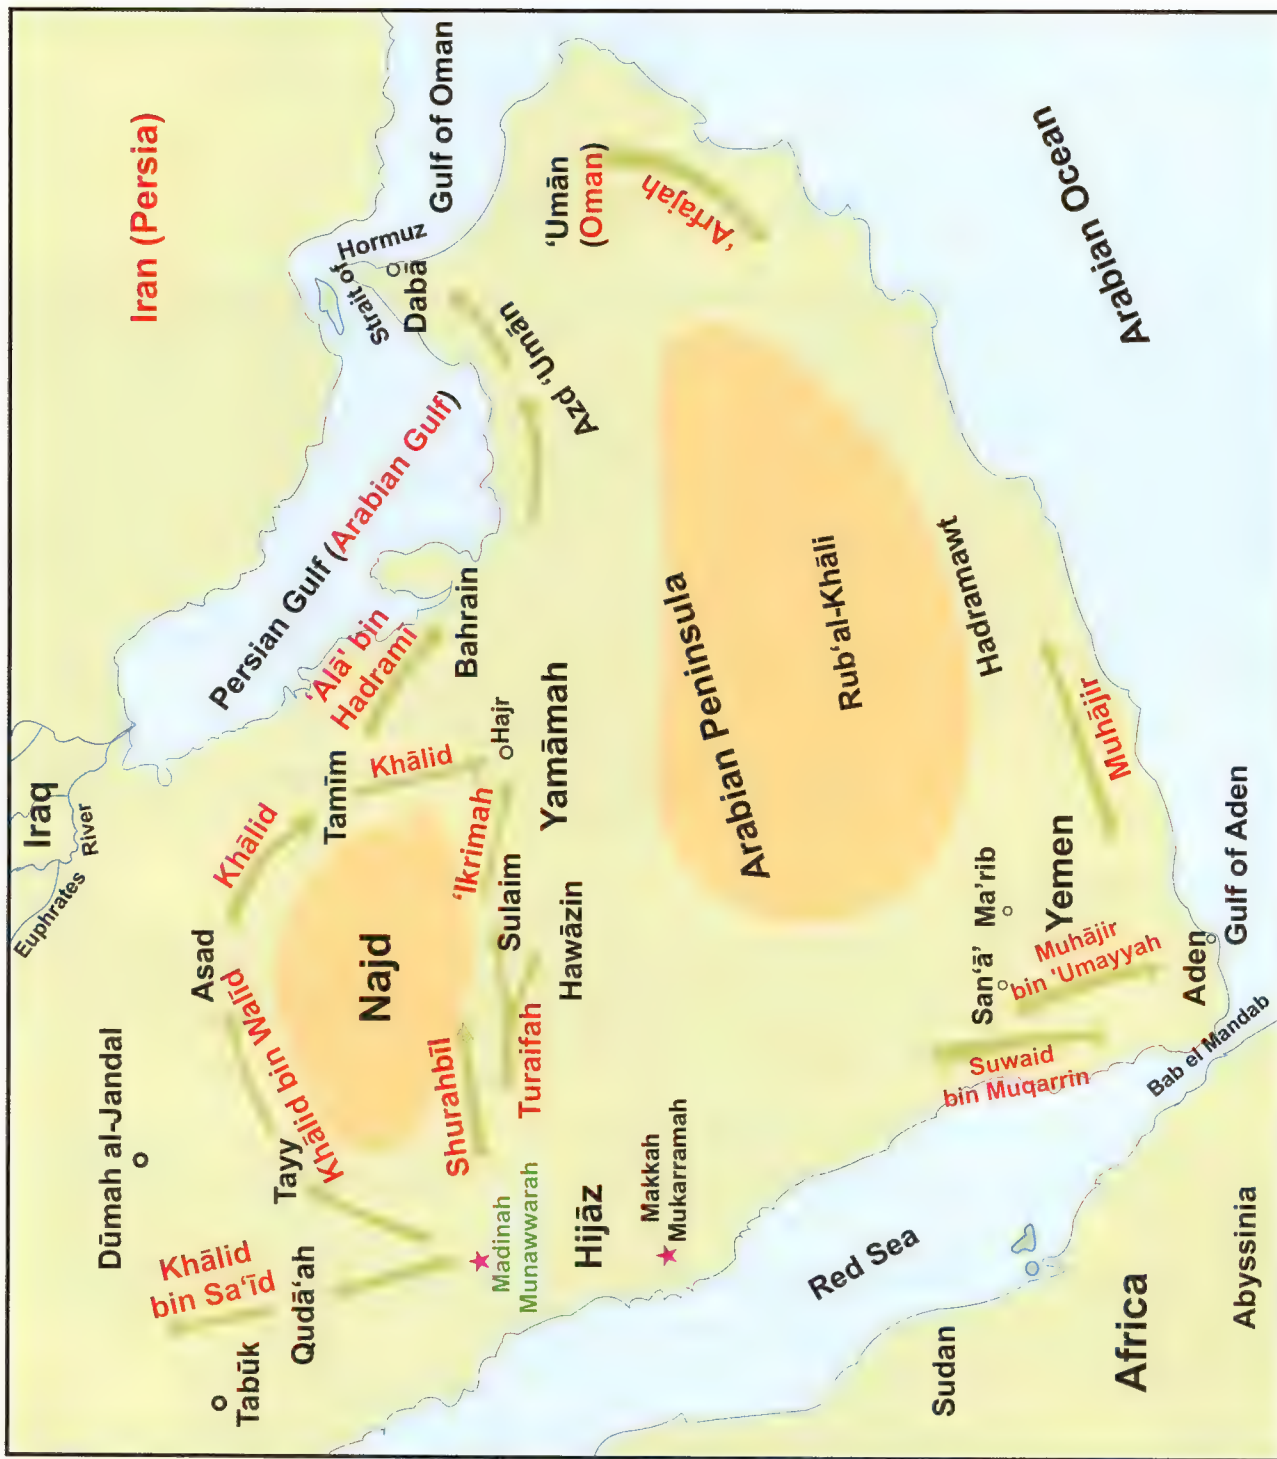 Iraq
Euphrates
River
Iran (Persia)
Dūmah al-Jandal
Khālid
bin Sa‘īd
Tabūk
Qudā‘ah
Tayy
Khālid bin Walīd
Asad
Khālid
Tamīm
Khālid
‘Alā' bin
Hadramī
Persian Gulf (Arabian Gulf)
Strait of
Hormuz
Gulf of Oman
Dabā
Bahrain
Hajr
Najd
‘Ikrimah
Shurahbīl
Sulaim
Turaifah
Hawāzin
Yamāmah
Azd ‘Umān
‘Umān
(Oman)
‘Arfajah
Madinah
Munawwarah
Hijāz
Makkah
Mukarramah
Arabian Peninsula
Rub‘al-Khāli
Red Sea
Hadramawt
Muhājir
Arabian Ocean
San‘ā’
Ma’rib
Yemen
Muhājir
bin 'Umayyah
Suwaid
bin Muqarrin
Aden
Gulf of Aden
Bab el Mandab
Sudan
Africa
Abyssinia